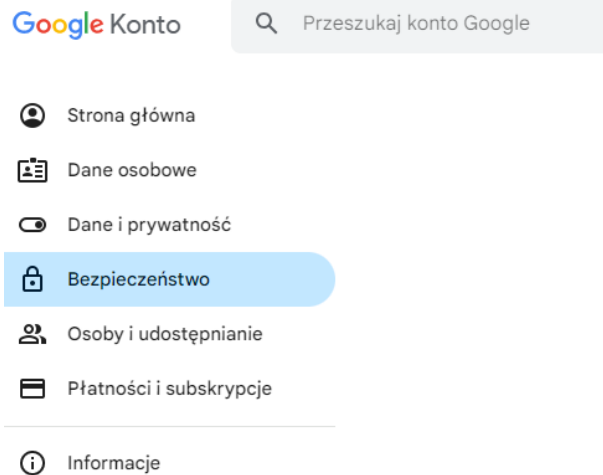 Google Konto
Przeszukaj konto Google
Strona główna
Dane osobowe
Dane i prywatność
Bezpieczeństwo
Osoby i udostępnianie
Płatności i subskrypcje
Informacje